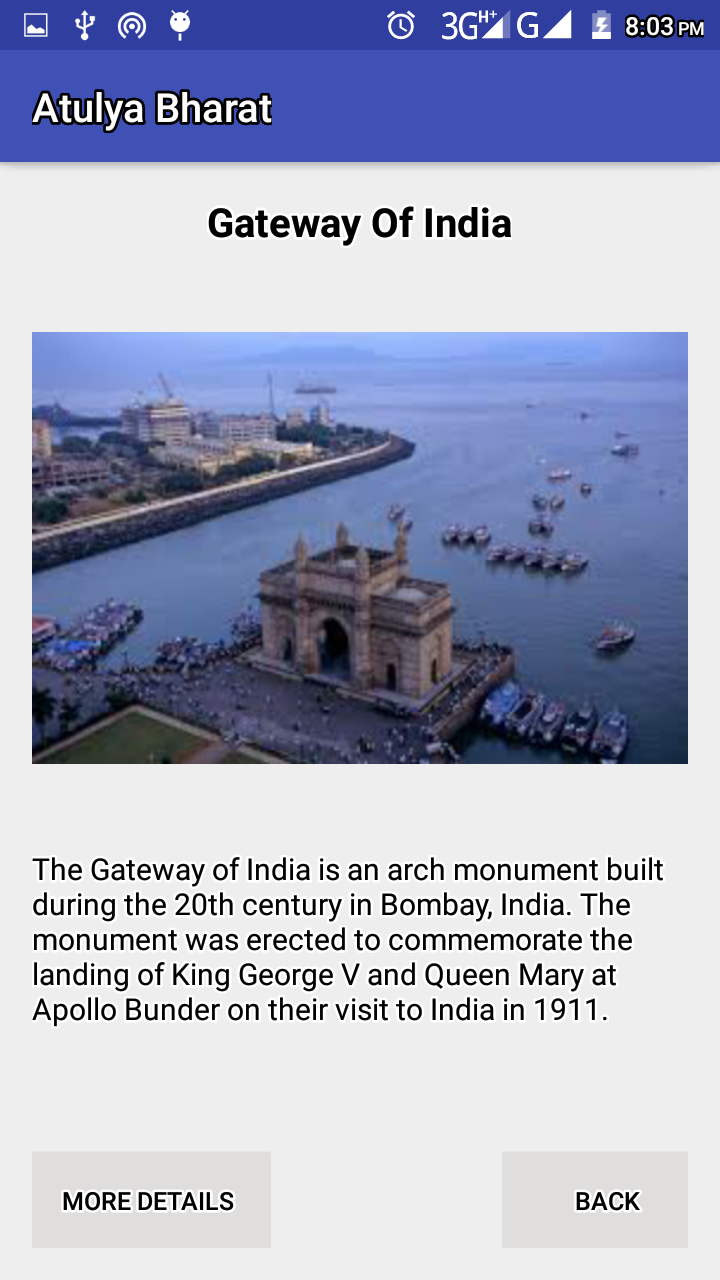 3G H+ G 8:03 PM
Atulya Bharat
Gateway Of India
The Gateway of India is an arch monument built
during the 20th century in Bombay, India. The
monument was erected to commemorate the
landing of King George V and Queen Mary at
Apollo Bunder on their visit to India in 1911.
MORE DETAILS
BACK